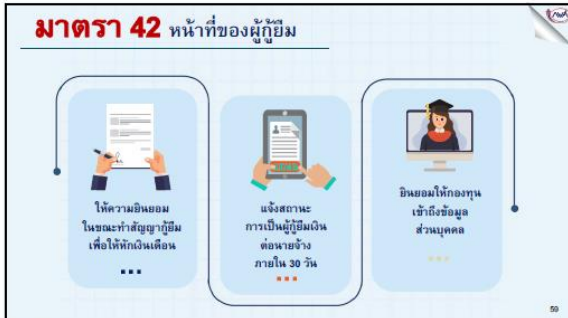 มาตรา 42 หน้าที่ของผู้กู้ยืม
ให้ความยินยอม
ในขณะทำสัญญากู้ยืม
เพื่อให้หักเงินเดือน
...
แจ้งสถานะ
การเป็นผู้กู้ยืมเงิน
ต่อนายจ้าง
ภายใน 30 วัน
...
ยินยอมให้กองทุน
เข้าถึงข้อมูล
ส่วนบุคคล
...
59